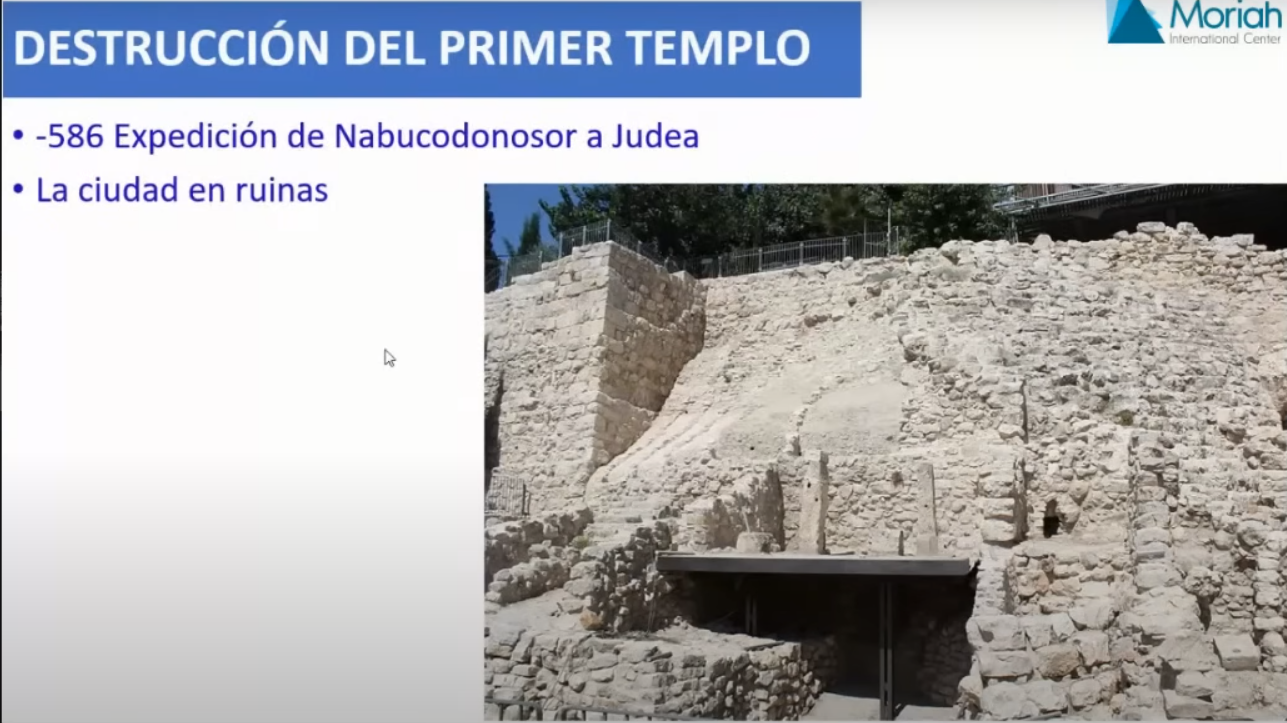 DESTRUCCIÓN DEL PRIMER TEMPLO
Moriah
International Center
• -586 Expedición de Nabucodonosor a Judea
• La ciudad en ruinas